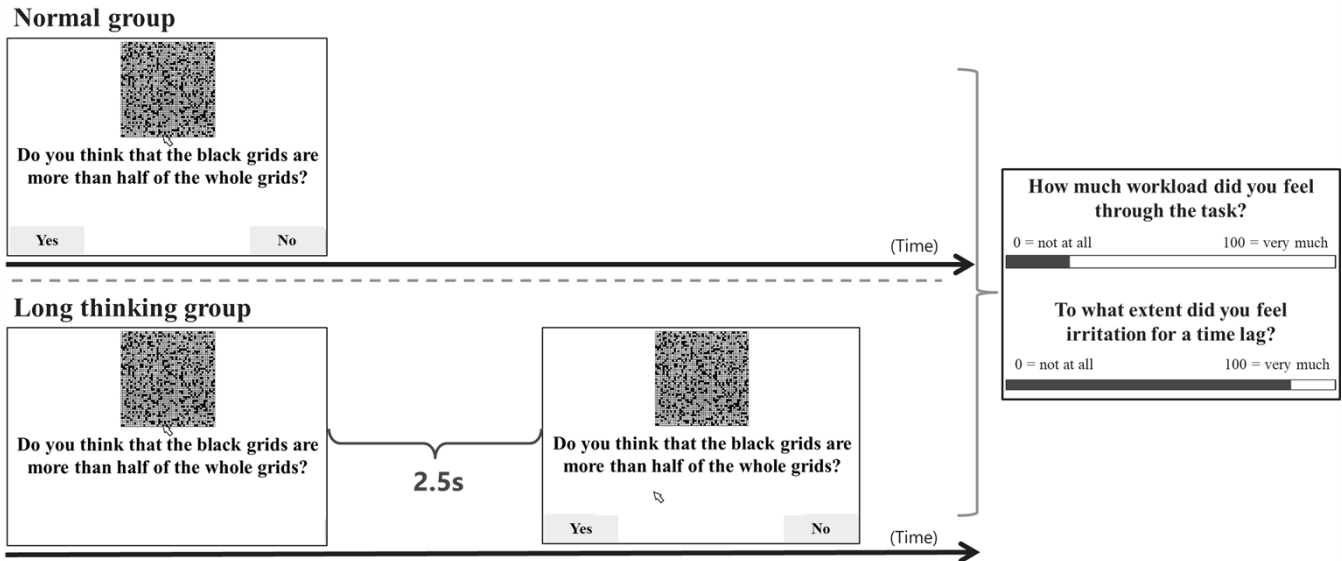 Normal group
Do you think that the black grids are
more than half of the whole grids?
Yes
No
(Time)
Long thinking group
Do you think that the black grids are
more than half of the whole grids?
2.5s
Do you think that the black grids are
more than half of the whole grids?
Yes
No
(Time)
How much workload did you feel
through the task?
0 = not at all
100 = very much
To what extent did you feel
irritation for a time lag?
0 = not at all
100 = very much